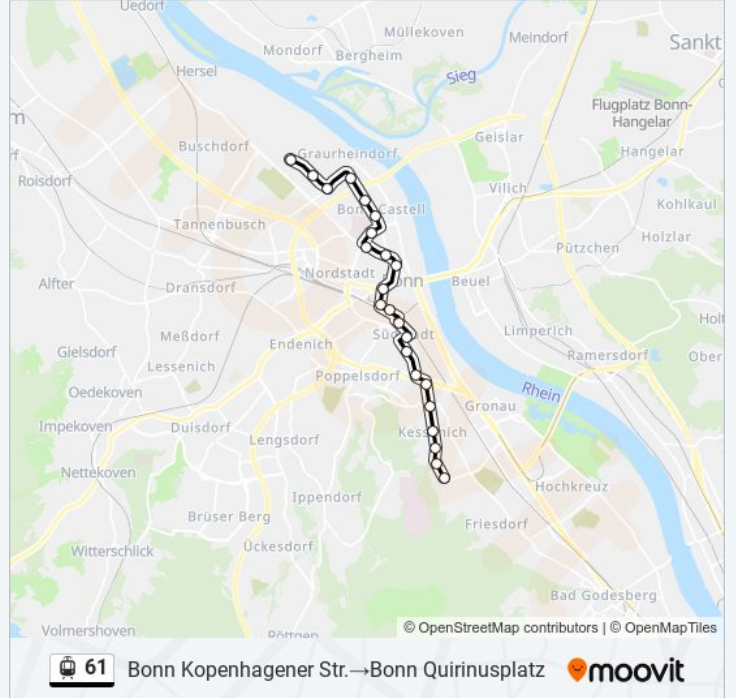 Uedorf
Müllekoven
Mondorf
Bergheim
Meindorf
Sankt
Hersel
Sieg
Flugplatz Bonn-
Hangelar
m
Buschdorf
Graurheindorf
Geislar
Hangelar
Roisdorf
Vilich
Tannenbusch
Bonn-Castell
Kohlkaul
Pützchen
Holzlar
Alfter
Dransdorf
Nordstadt
Bonn
Beuel
Meßdorf
Endenich
Südstadt
Limperich
Holt
Gielsdorf
Lessenich
Ramersdorf
Ober
Oedekoven
Poppelsdorf
Rhein
Impekoven
Duisdorf
Lengsdorf
Kessenich
Gronau
Nettekoven
Ippendorf
Hochkreuz
Brüser Berg
Friesdorf
Witterschlick
Ückesdorf
Bad Godesberg
Volmershoven
Röttgen
© OpenStreetMap contributors | © OpenMapTiles
61 Bonn Kopenhagener Str.→Bonn Quirinusplatz moovit